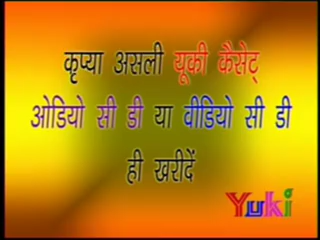 कृप्या असली यूकी कैसेट्
ओडियो सी डी या वीडियो सी डी
ही खरीदें
Yuki